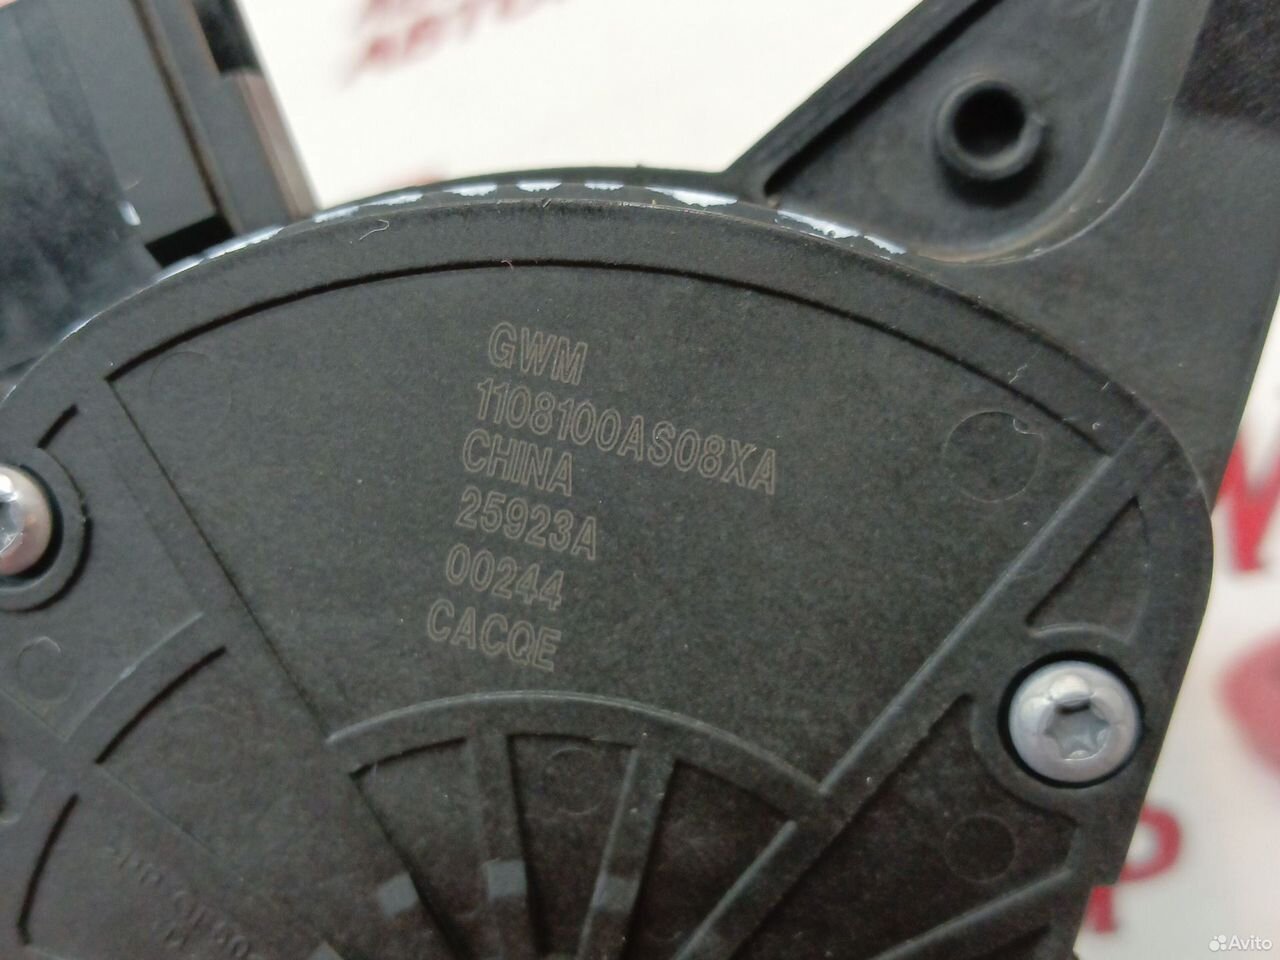 GWM
1108100AS08XA
CHINA
25923A
00244
CACQE
Avito